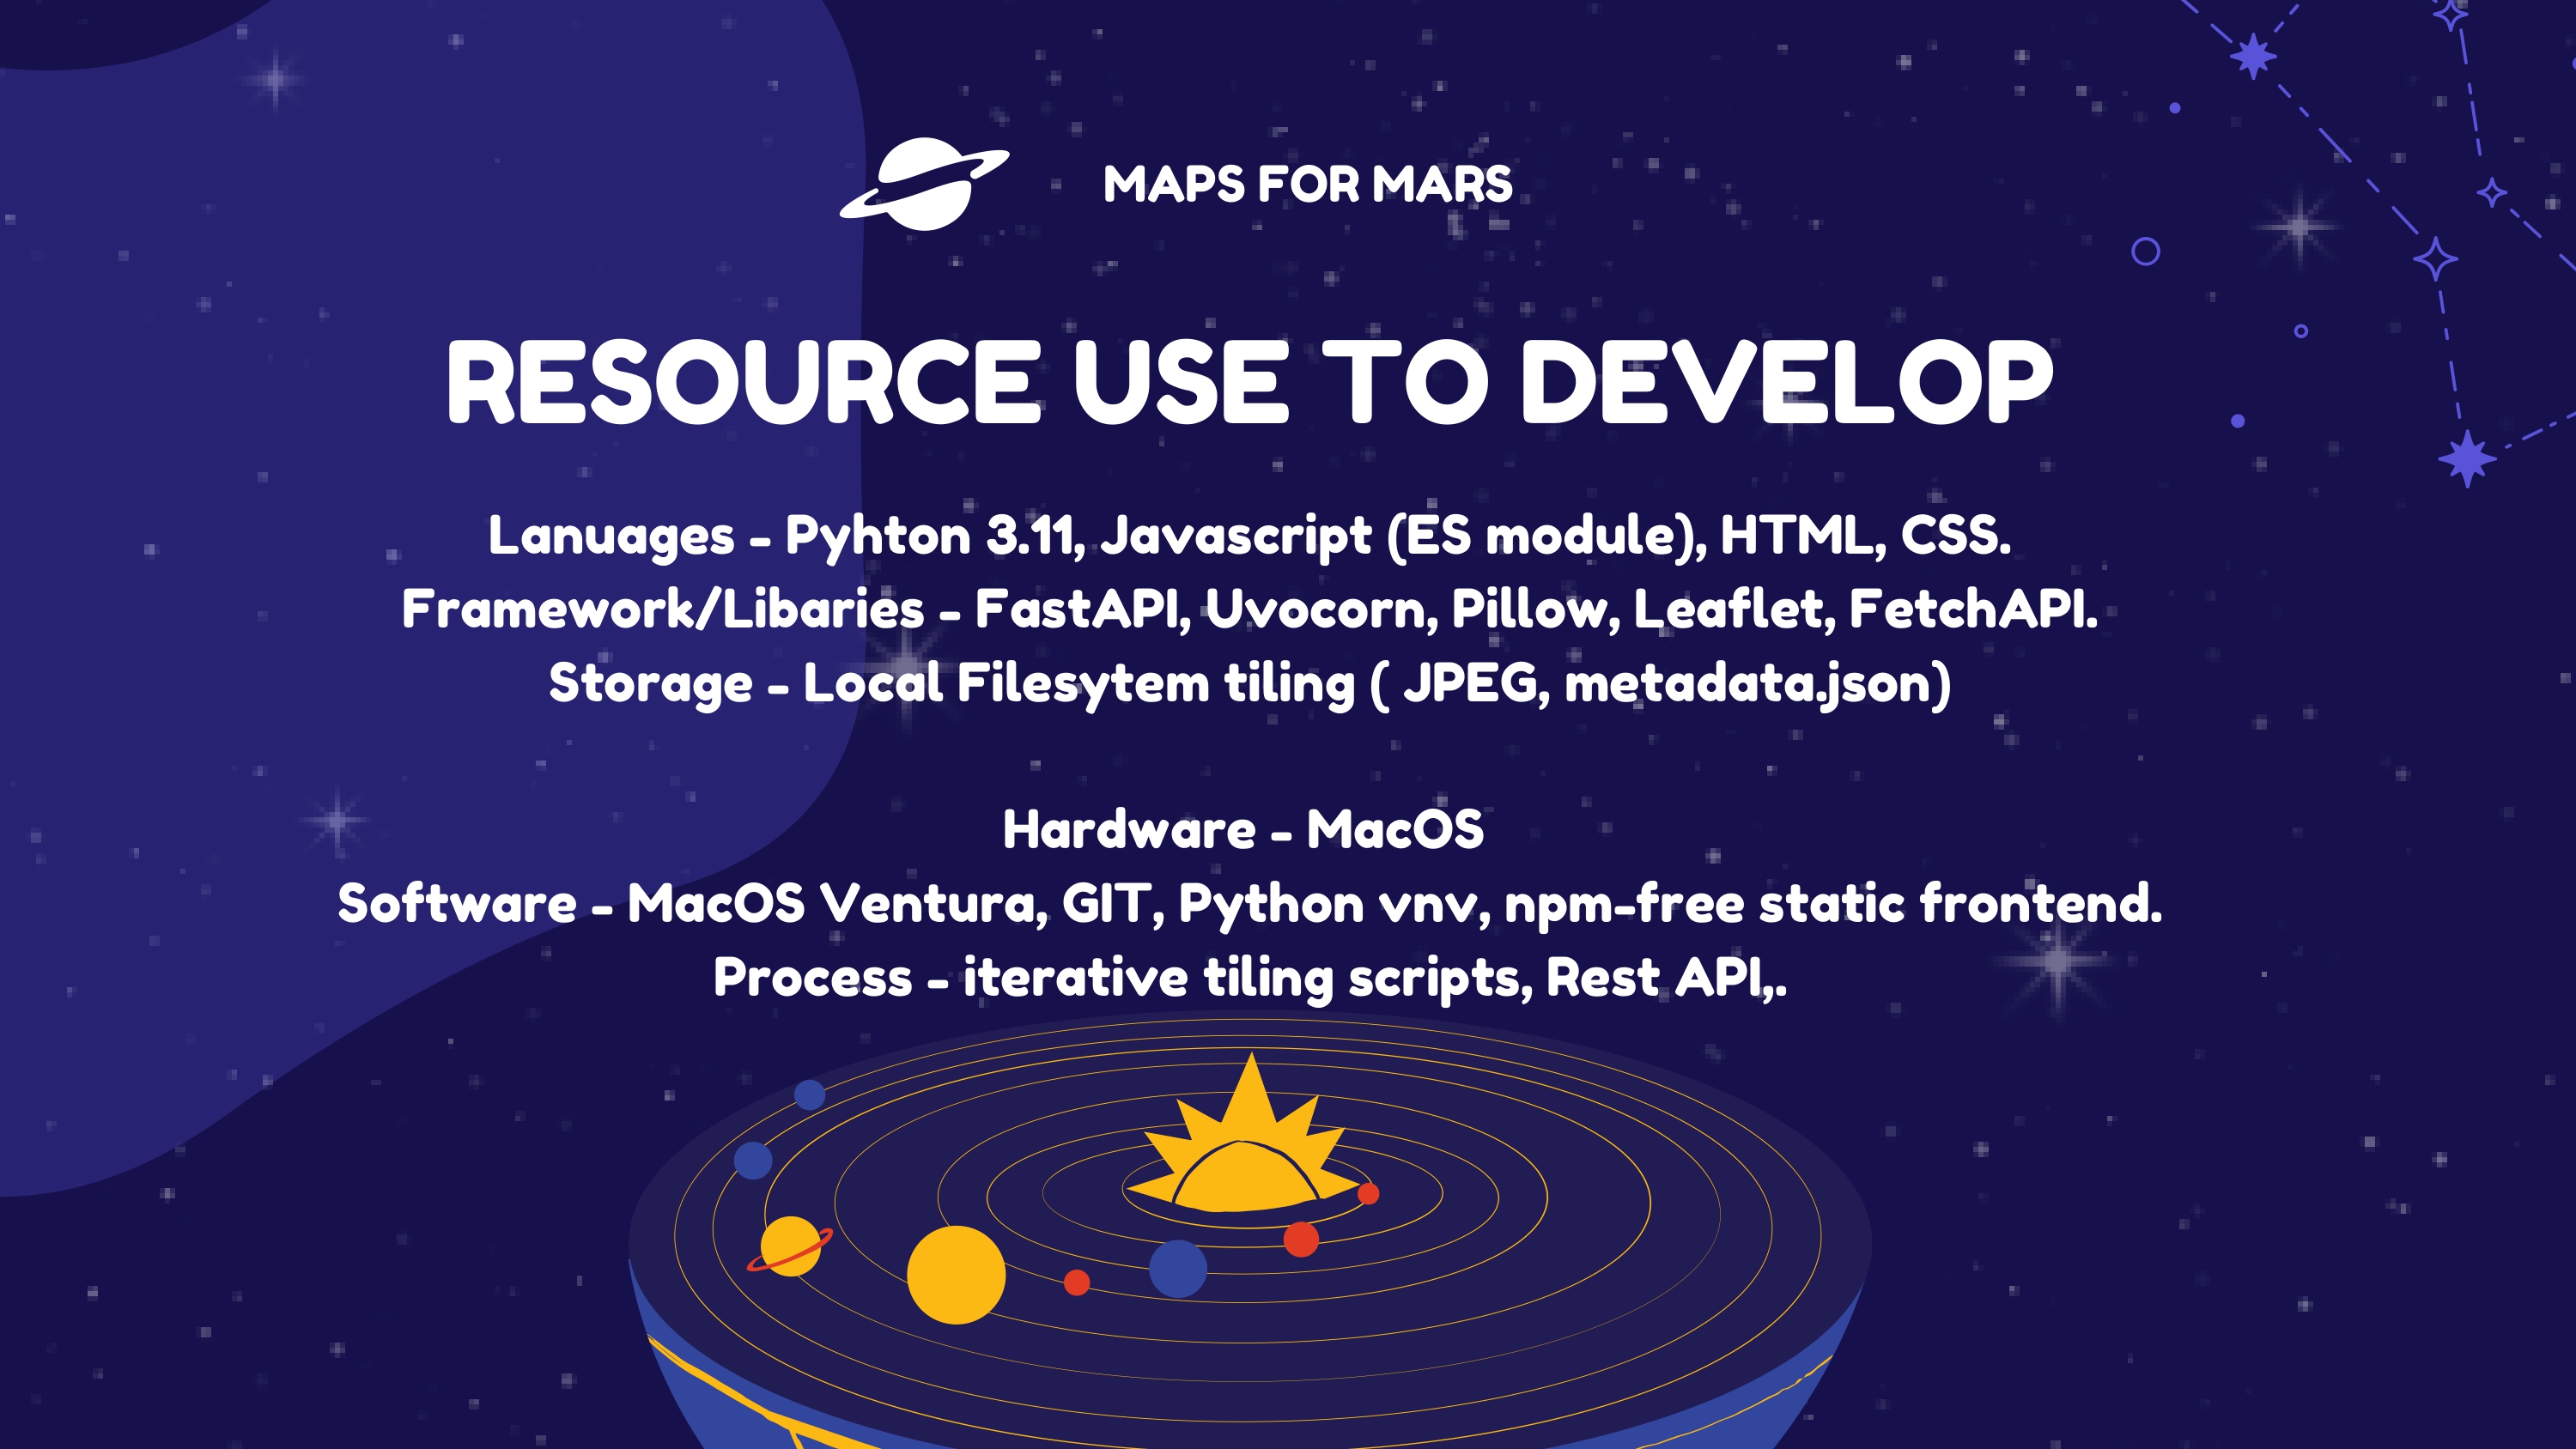 MAPS FOR MARS
RESOURCE USE TO DEVELOP
Lanuages - Pyhton 3.11, Javascript (ES module), HTML, CSS.
Framework/Libaries - FastAPI, Uvocorn, Pillow, Leaflet, FetchAPI.
Storage - Local Filesytem tiling ( JPEG, metadata.json)
Hardware - MacOS
Software - MacOS Ventura, GIT, Python vnv, npm-free static frontend.
Process - iterative tiling scripts, Rest API,.